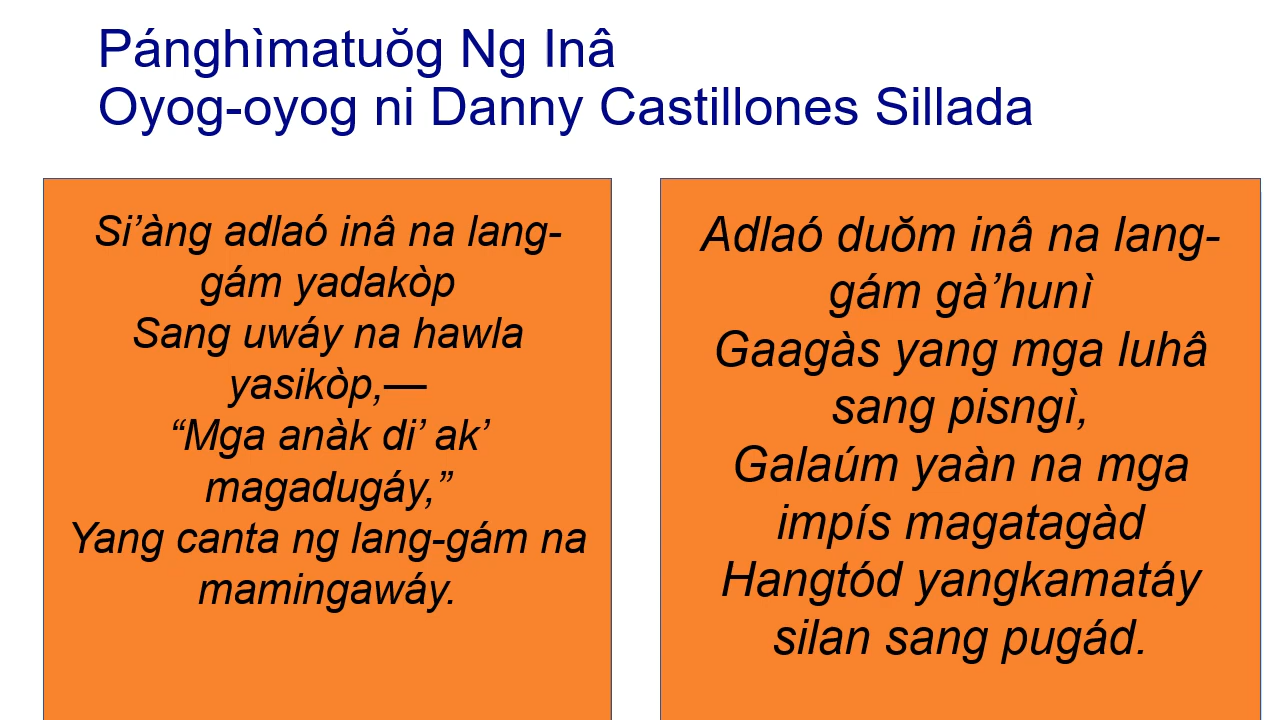 Pánghìmatuŏg Ng Inâ
Oyog-oyog ni Danny Castillones Sillada
Si’àng adlaó inâ na lang-
gám yadakòp
Sang uwáy na hawla
yasikòp,—
“Mga anàk di’ ak’
magadugáy,”
Yang canta ng lang-gám na
mamingawáy.
Adlaó duŏm inâ na lang-
gám gà’hunì
Gaagàs yang mga luhâ
sang pisngì,
Galaúm yaàn na mga
impís magatagàd
Hangtód yangkamatáy
silan sang pugád.